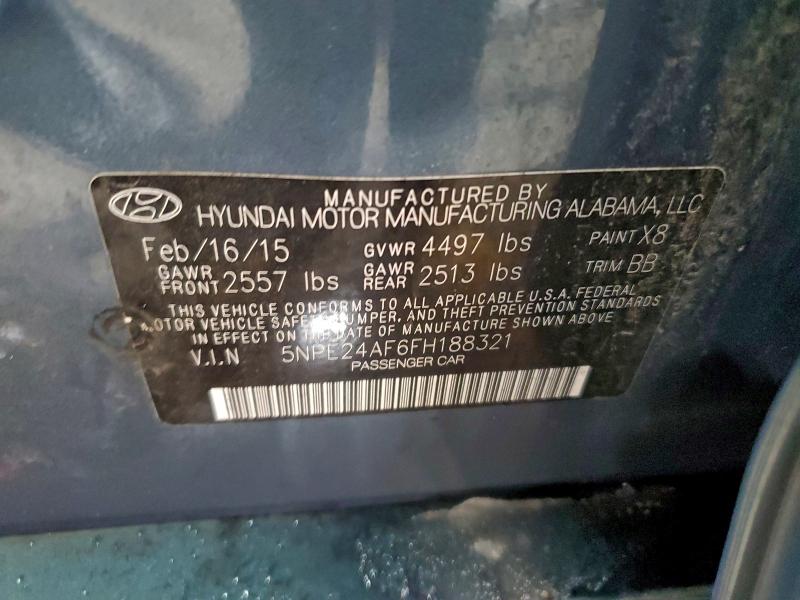 MANUFACTURED BY
HYUNDAI MOTOR MANUFACTURING ALABAMA, LLC
Feb/16/15 GVWR 4497 lbs PAINT X8
GAWR FRONT 2557 lbs GAWR REAR 2513 lbs TRIM BB
THIS VEHICLE CONFORMS TO ALL APPLICABLE U.S.A. FEDERAL
MOTOR VEHICLE SAFETY, BUMPER, AND THEFT PREVENTION STANDARDS
IN EFFECT ON THE DATE OF MANUFACTURE SHOWN ABOVE
V.I.N 5NPE24AF6FH188321
PASSENGER CAR